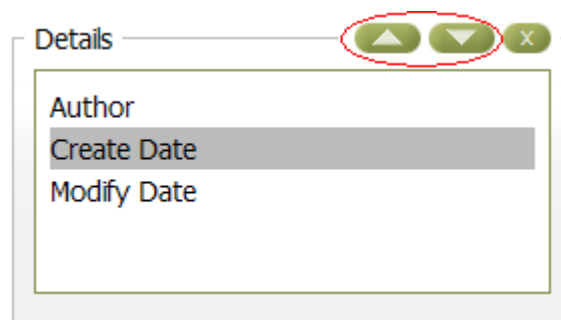 Details
X
Author
Create Date
Modify Date